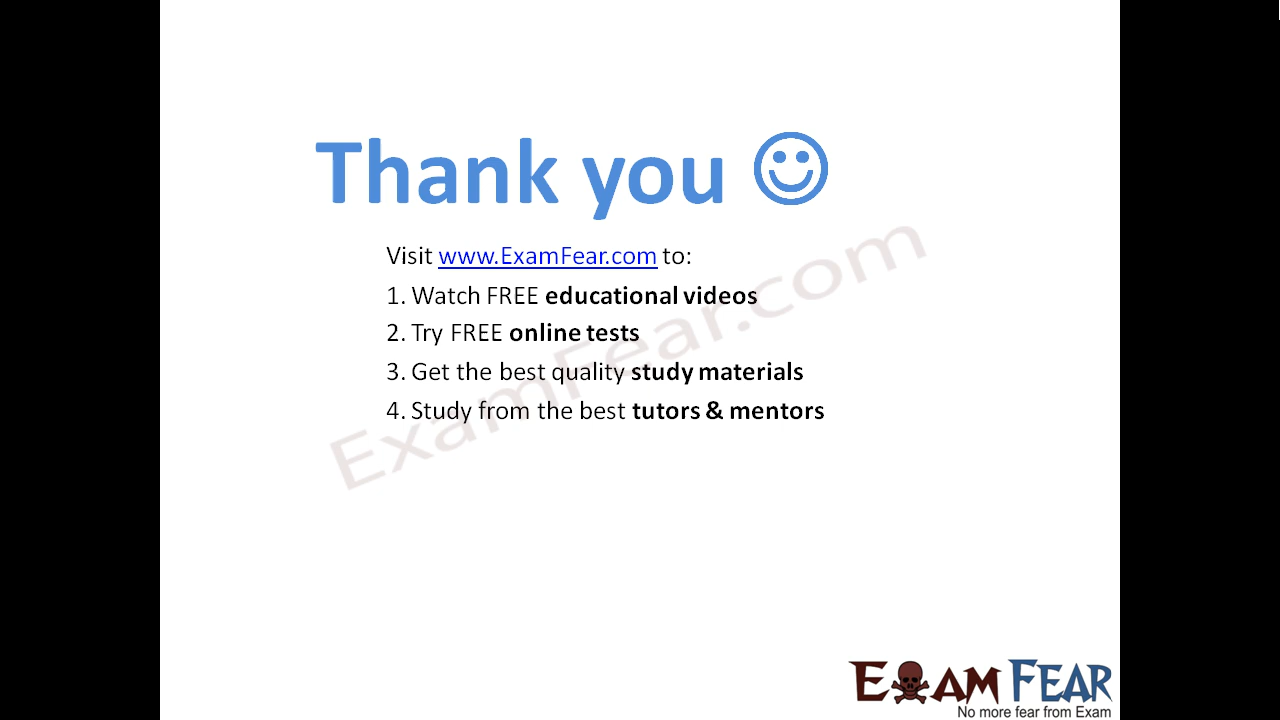 Thank you ☺
Visit www.ExamFear.com to:
1. Watch FREE educational videos
2. Try FREE online tests
3. Get the best quality study materials
4. Study from the best tutors & mentors
ExamFear.com
EXAM FEAR
No more fear from Exam